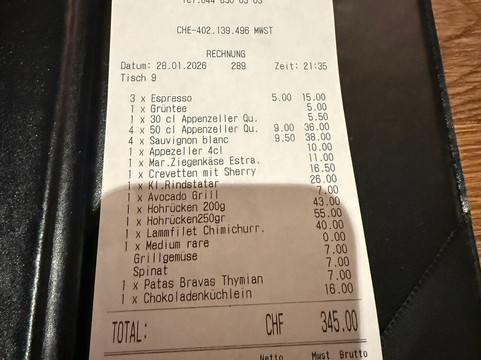 CHE-402.139.496 MWST
RECHNUNG
Datum: 28.01.2026 289 Zeit: 21:35
Tisch 9
3 x Espresso 5.00 15.00
1 x Grüntee 5.00
1 x 30 cl Appenzeller Qu. 5.50
4 x 50 cl Appenzeller Qu. 9.00 36.00
4 x Sauvignon blanc 9.50 38.00
1 x Appezeller 4cl 10.00
1 x Mar.Ziegenkäse Estra. 11.00
1 x Crevetten mit Sherry 16.50
1 x Kl.Rindstatar 26.00
1 x Avocado Grill 7.00
1 x Hohrücken 200g 43.00
1 x Hohrücken250gr 55.00
1 x Lammfilet Chimichurr. 40.00
1 x Medium rare 0.00
Grillgemüse 7.00
Spinat 7.00
1 x Patas Bravas Thymian 7.00
1 x Chokoladenküchlein 16.00
TOTAL: CHF 345.00
Netto Mwst Brutto